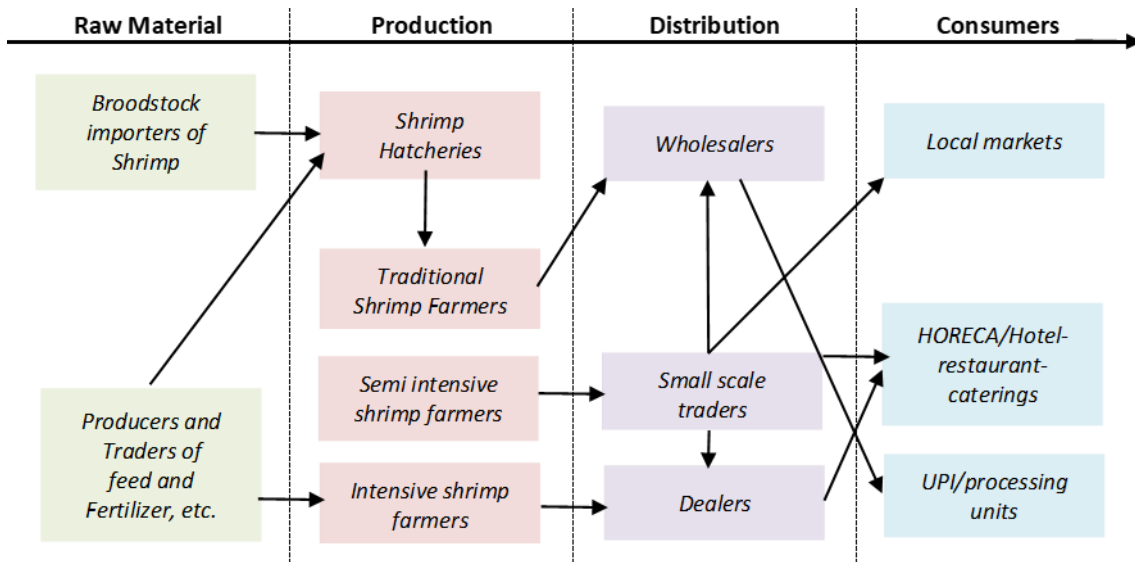 Raw Material
Production
Distribution
Consumers
Broodstock
importers of
Shrimp
Shrimp
Hatcheries
Wholesalers
Local markets
Traditional
Shrimp Farmers
HORECA/Hotel-
restaurant-
caterings
Semi intensive
shrimp farmers
Small scale
traders
Producers and
Traders of
feed and
Fertilizer, etc.
Intensive shrimp
farmers
Dealers
UPI/processing
units